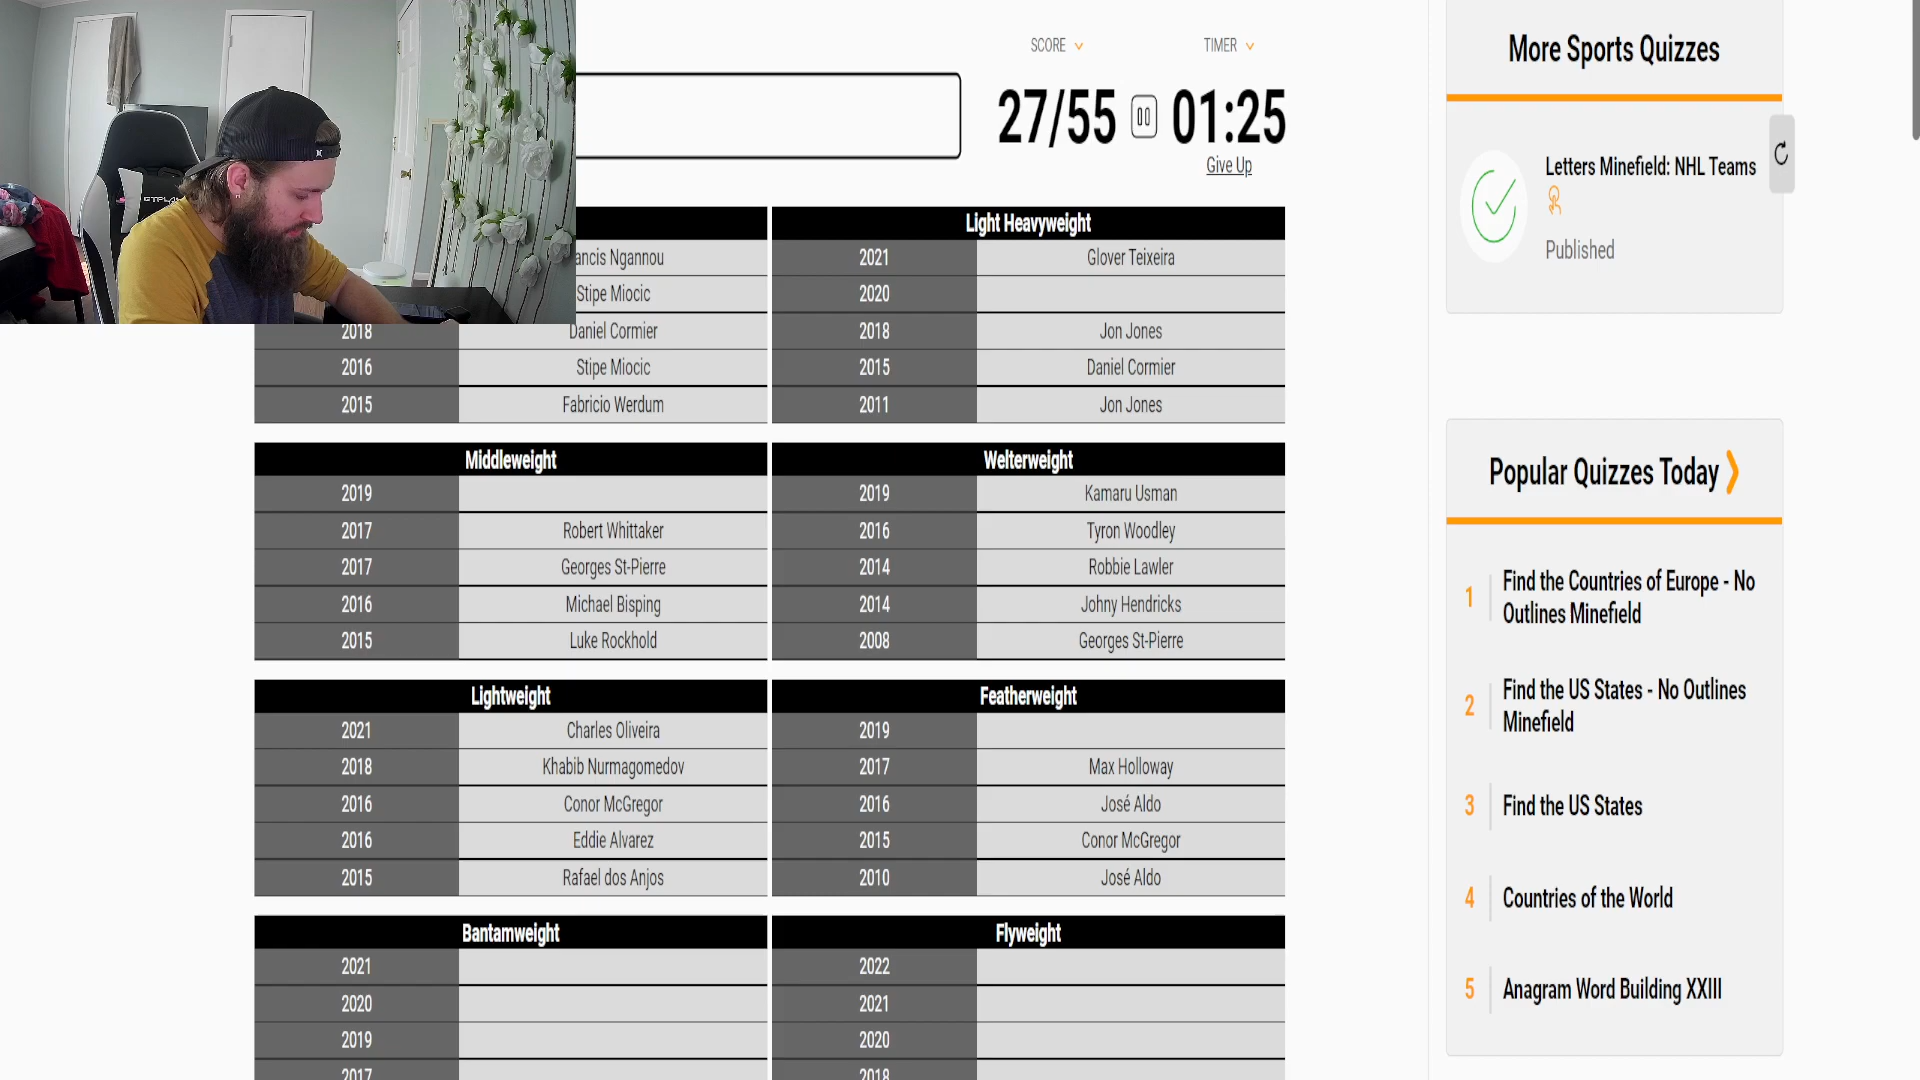 SCORE TIMER
27/55 01:25
Give Up
ancis Ngannou
Stipe Miocic
2018 Daniel Cormier
2016 Stipe Miocic
2015 Fabricio Werdum
Light Heavyweight
2021 Glover Teixeira
2020
2018 Jon Jones
2015 Daniel Cormier
2011 Jon Jones
Middleweight
2019
2017 Robert Whittaker
2017 Georges St-Pierre
2016 Michael Bisping
2015 Luke Rockhold
Welterweight
2019 Kamaru Usman
2016 Tyron Woodley
2014 Robbie Lawler
2014 Johny Hendricks
2008 Georges St-Pierre
Lightweight
2021 Charles Oliveira
2018 Khabib Nurmagomedov
2016 Conor McGregor
2016 Eddie Alvarez
2015 Rafael dos Anjos
Featherweight
2019
2017 Max Holloway
2016 José Aldo
2015 Conor McGregor
2010 José Aldo
Bantamweight
2021
2020
2019
2017
Flyweight
2022
2021
2020
2018
More Sports Quizzes
Letters Minefield: NHL Teams
Published
Popular Quizzes Today
1 Find the Countries of Europe - No
Outlines Minefield
2 Find the US States - No Outlines
Minefield
3 Find the US States
4 Countries of the World
5 Anagram Word Building XXIII